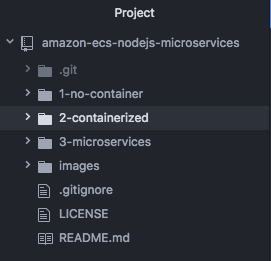 Project
amazon-ecs-nodejs-microservices
.git
1-no-container
2-containerized
3-microservices
images
.gitignore
LICENSE
README.md